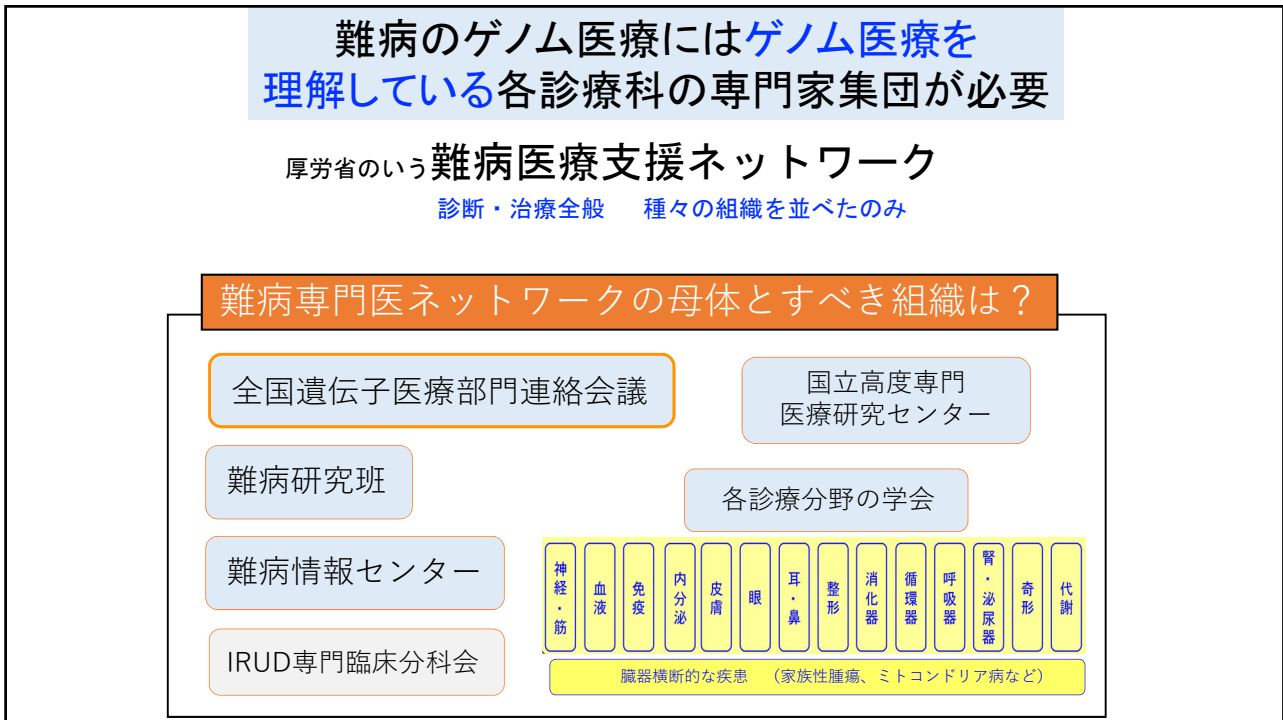 難病のゲノム医療にはゲノム医療を
理解している各診療科の専門家集団が必要
厚労省のいう難病医療支援ネットワーク
診断・治療全般　種々の組織を並べたのみ
難病専門医ネットワークの母体とすべき組織は？
全国遺伝子医療部門連絡会議
国立高度専門
医療研究センター
難病研究班
各診療分野の学会
難病情報センター
IRUD専門臨床分科会
神経・筋
血液
免疫
内分泌
皮膚
眼
耳・鼻
整形
消化器
循環器
呼吸器
腎・泌尿器
奇形
代謝
臓器横断的な疾患　（家族性腫瘍、ミトコンドリア病など）